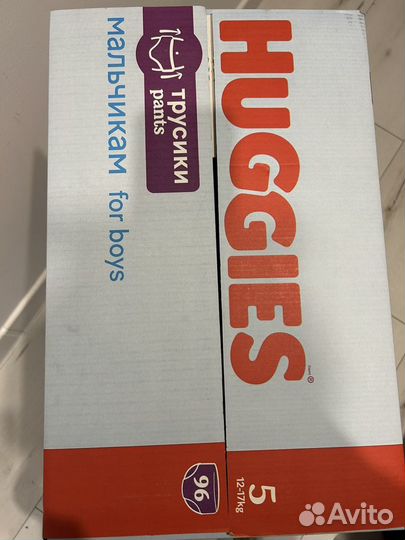 HUGGIES
®
трусики
pants
мальчикам for boys
5
12-17kg
96
Avito